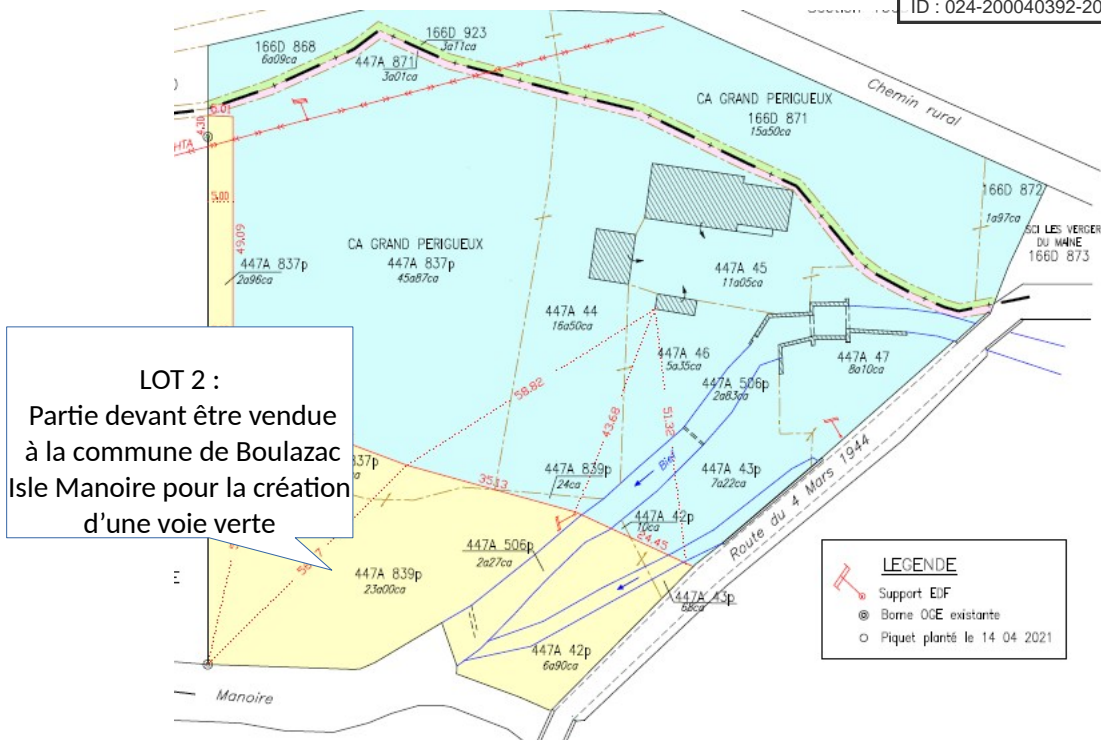 ID : 024-200040392-20
166D 868
6a09ca
166D 923
3a11ca
447A 871
3a01ca
Chemin rural
CA GRAND PERIGUEUX
166D 871
15a50ca
0.01
4.30
HTA
166D 872
1a97ca
5.00
49.09
SCI LES VERGER
DU MAINE
166D 873
CA GRAND PERIGUEUX
447A 837p
45a87ca
447A 837p
2a96ca
447A 45
11a05ca
447A 44
16a50ca
447A 46
5a35ca
447A 47
8a10ca
447A 506p
2a83ca
58.82
43.68
51.32
LOT 2 :
Partie devant être vendue
à la commune de Boulazac
Isle Manoire pour la création
d’une voie verte
837p
35.13
447A 839p
24ca
Bief
447A 43p
7a22ca
447A 42p
10ca
24.45
Route du 4 Mars 1944
447A 506p
2a27ca
447A 839p
23a00ca
447A 43p
68ca
447A 42p
6a90ca
E
Manoire
LEGENDE
Support EDF
Borne OGE existante
Piquet planté le 14 04 2021